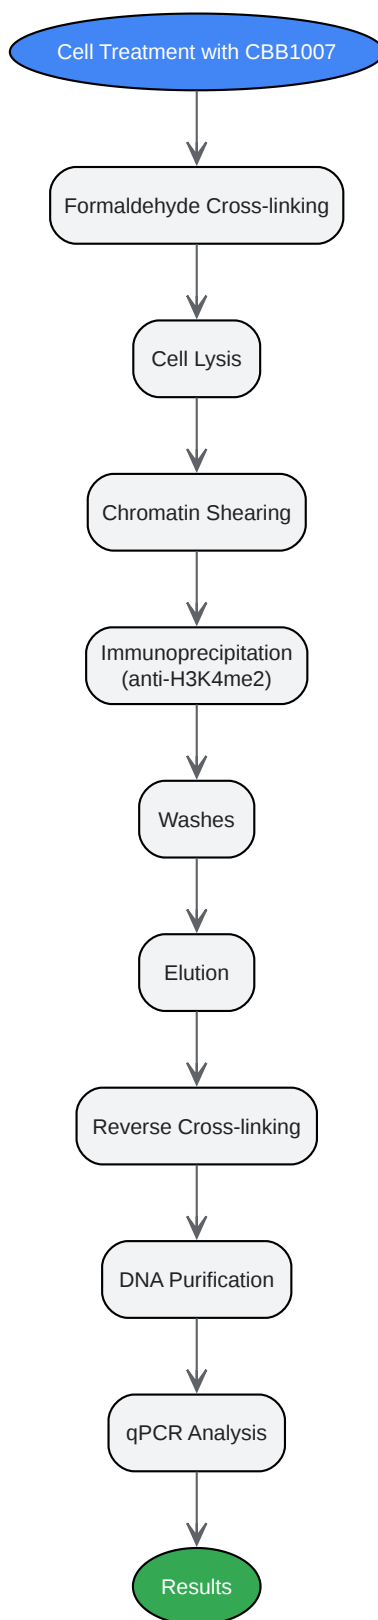 Cell Treatment with CBB1007
Formaldehyde Cross-linking
Cell Lysis
Chromatin Shearing
Immunoprecipitation
(anti-H3K4me2)
Washes
Elution
Reverse Cross-linking
DNA Purification
qPCR Analysis
Results